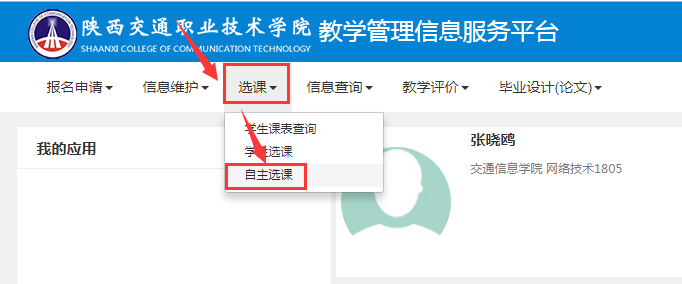 陕西交通职业技术学院 教学管理信息服务平台
SHAANXI COLLEGE OF COMMUNICATION TECHNOLOGY
报名申请 信息维护 选课 信息查询 教学评价 毕业设计(论文)
学生课表查询
选课
自主选课
我的应用
张晓鸥
交通信息学院 网络技术1805